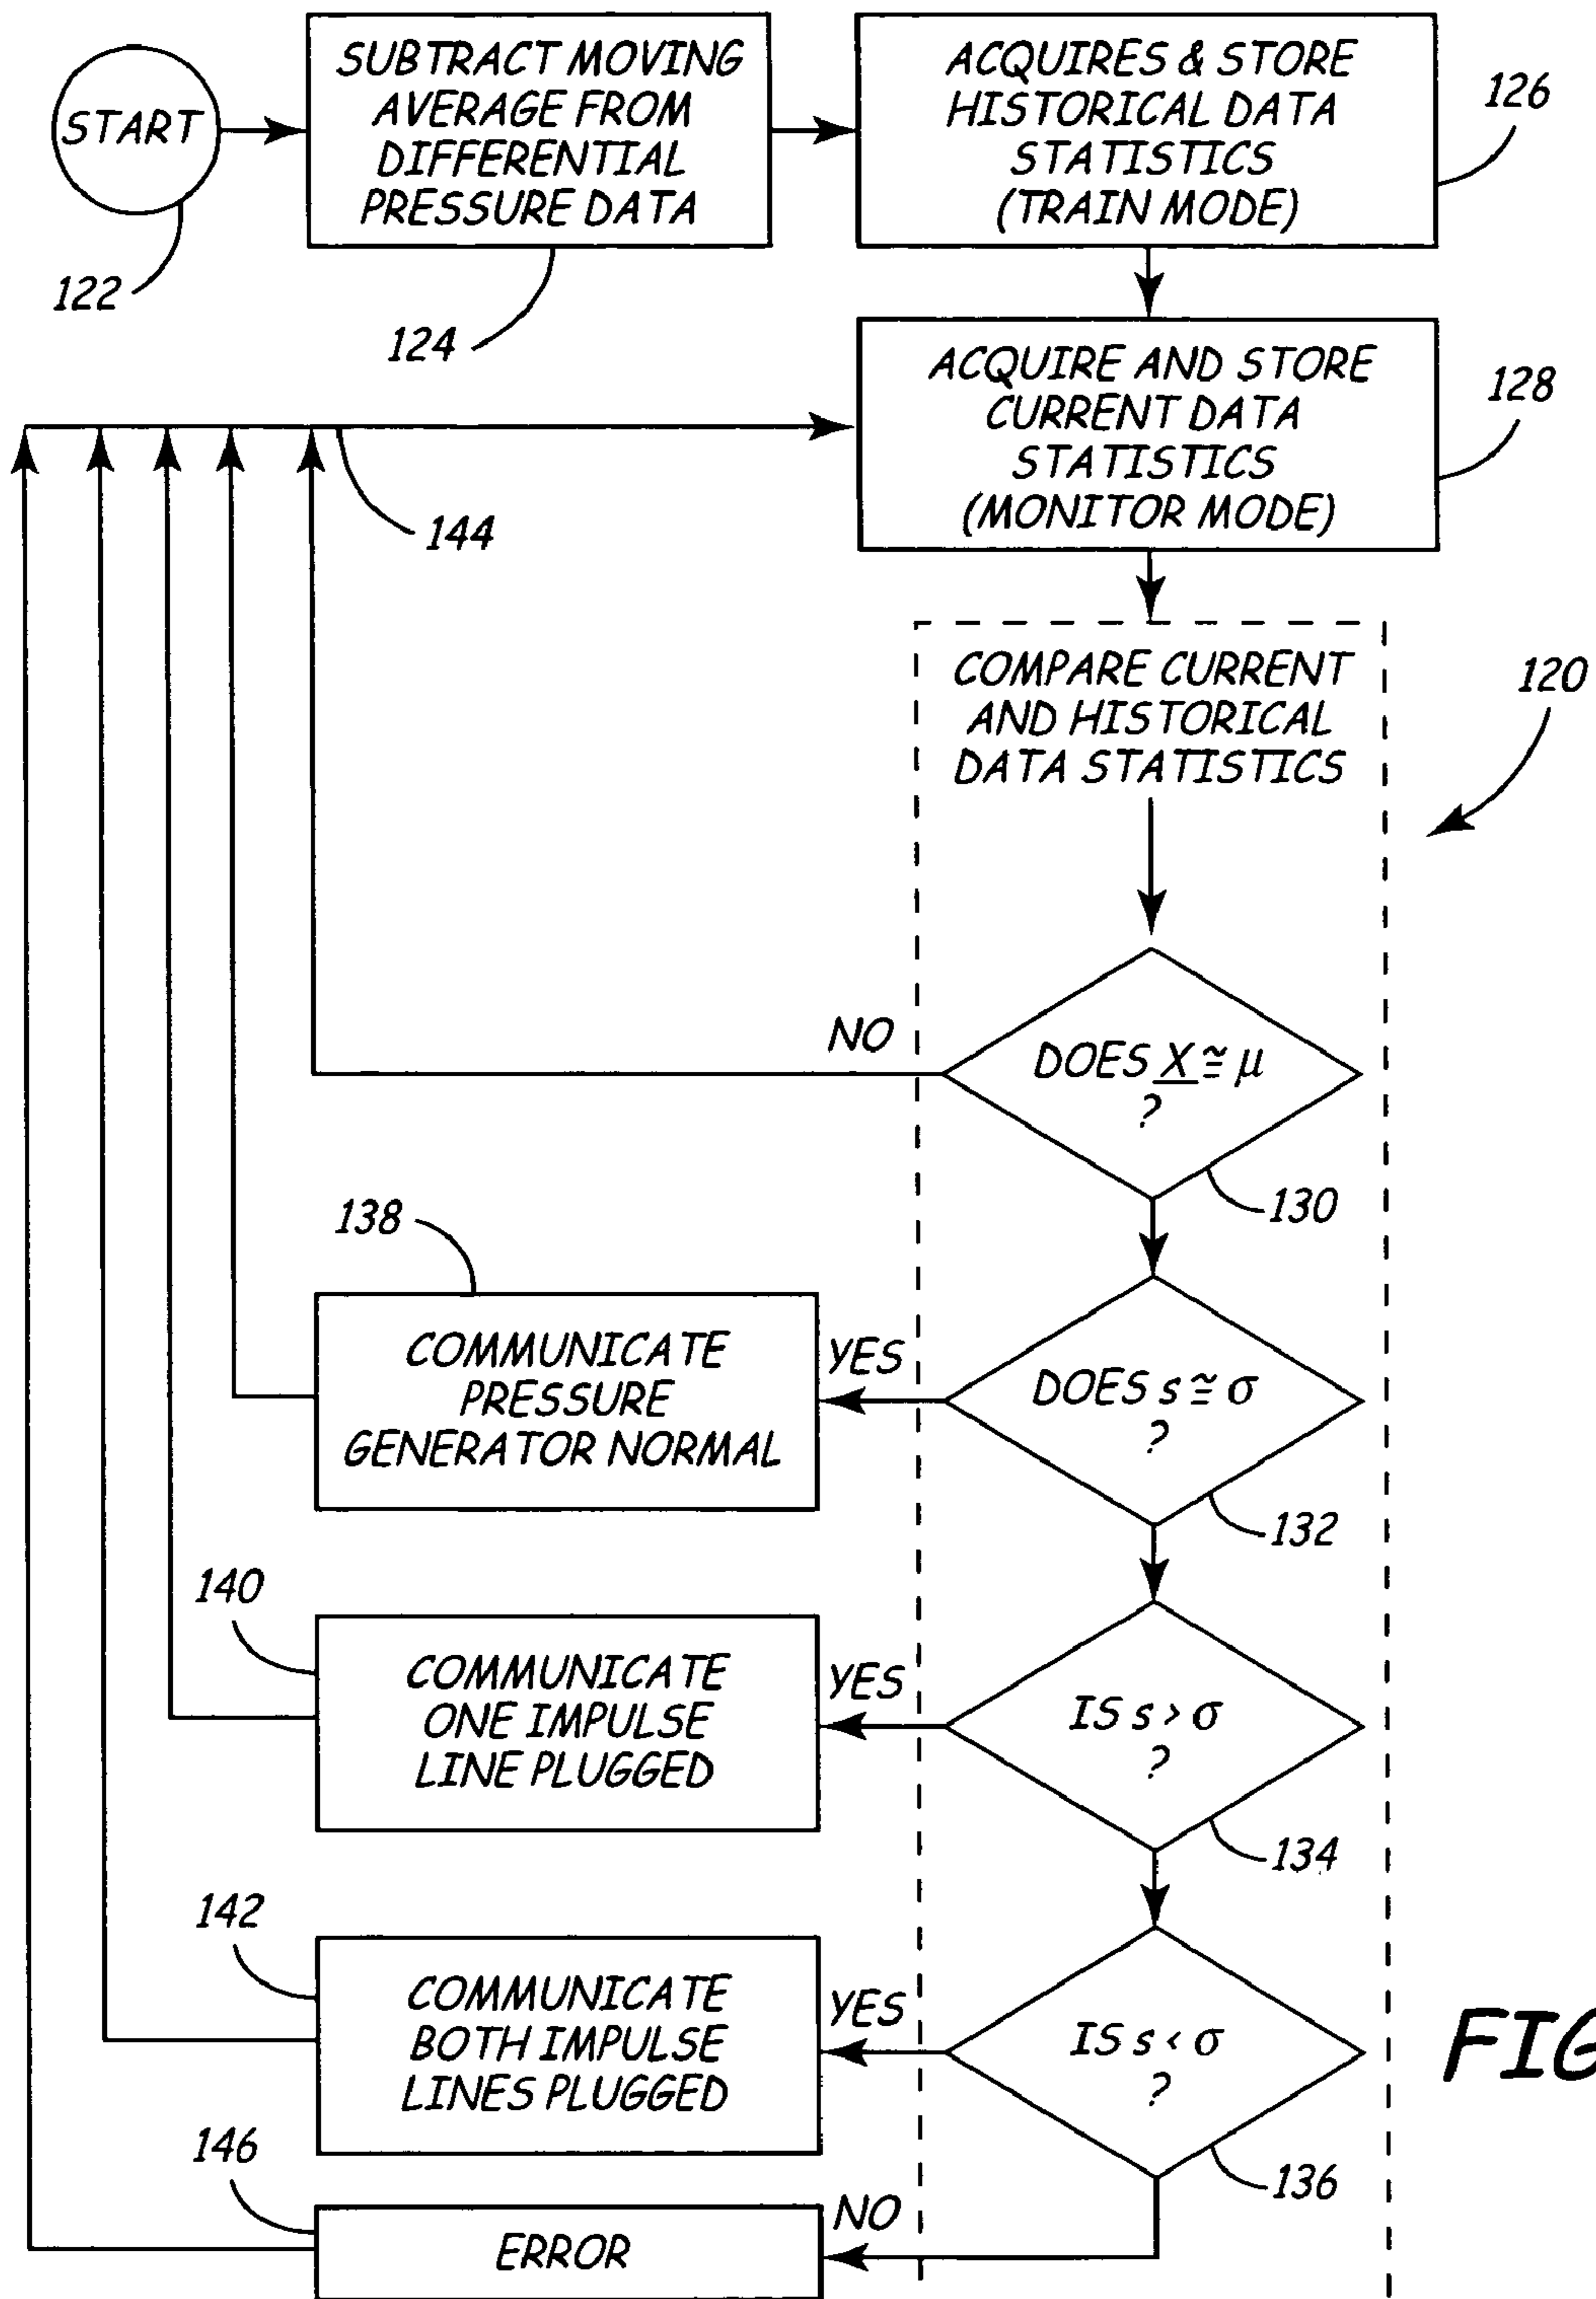 START
122
SUBTRACT MOVING
AVERAGE FROM
DIFFERENTIAL
PRESSURE DATA
124
ACQUIRES & STORE
HISTORICAL DATA
STATISTICS
(TRAIN MODE)
126
ACQUIRE AND STORE
CURRENT DATA
STATISTICS
(MONITOR MODE)
128
144
COMPARE CURRENT
AND HISTORICAL
DATA STATISTICS
120
NO
DOES X ≅ μ
?
130
138
COMMUNICATE
PRESSURE
GENERATOR NORMAL
YES
DOES s ≅ σ
?
132
140
COMMUNICATE
ONE IMPULSE
LINE PLUGGED
YES
IS s > σ
?
134
142
COMMUNICATE
BOTH IMPULSE
LINES PLUGGED
YES
IS s < σ
?
136
146
ERROR
NO
FIG